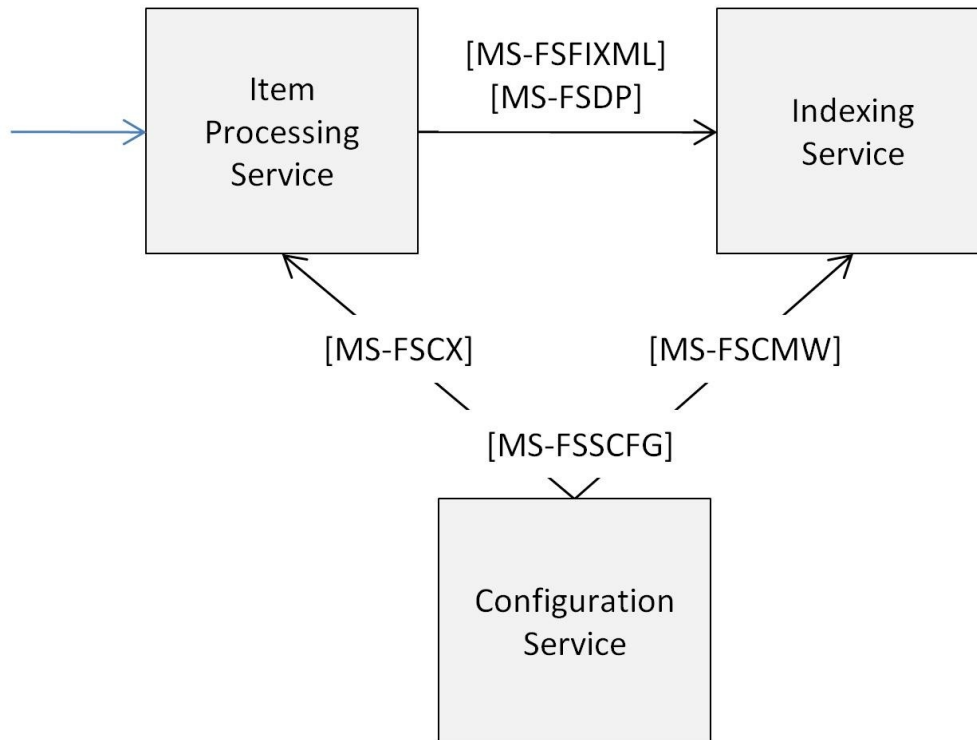 Item
Processing
Service
[MS-FSFIXML]
[MS-FSDP]
Indexing
Service
[MS-FSCX]
[MS-FSCMW]
[MS-FSSCFG]
Configuration
Service